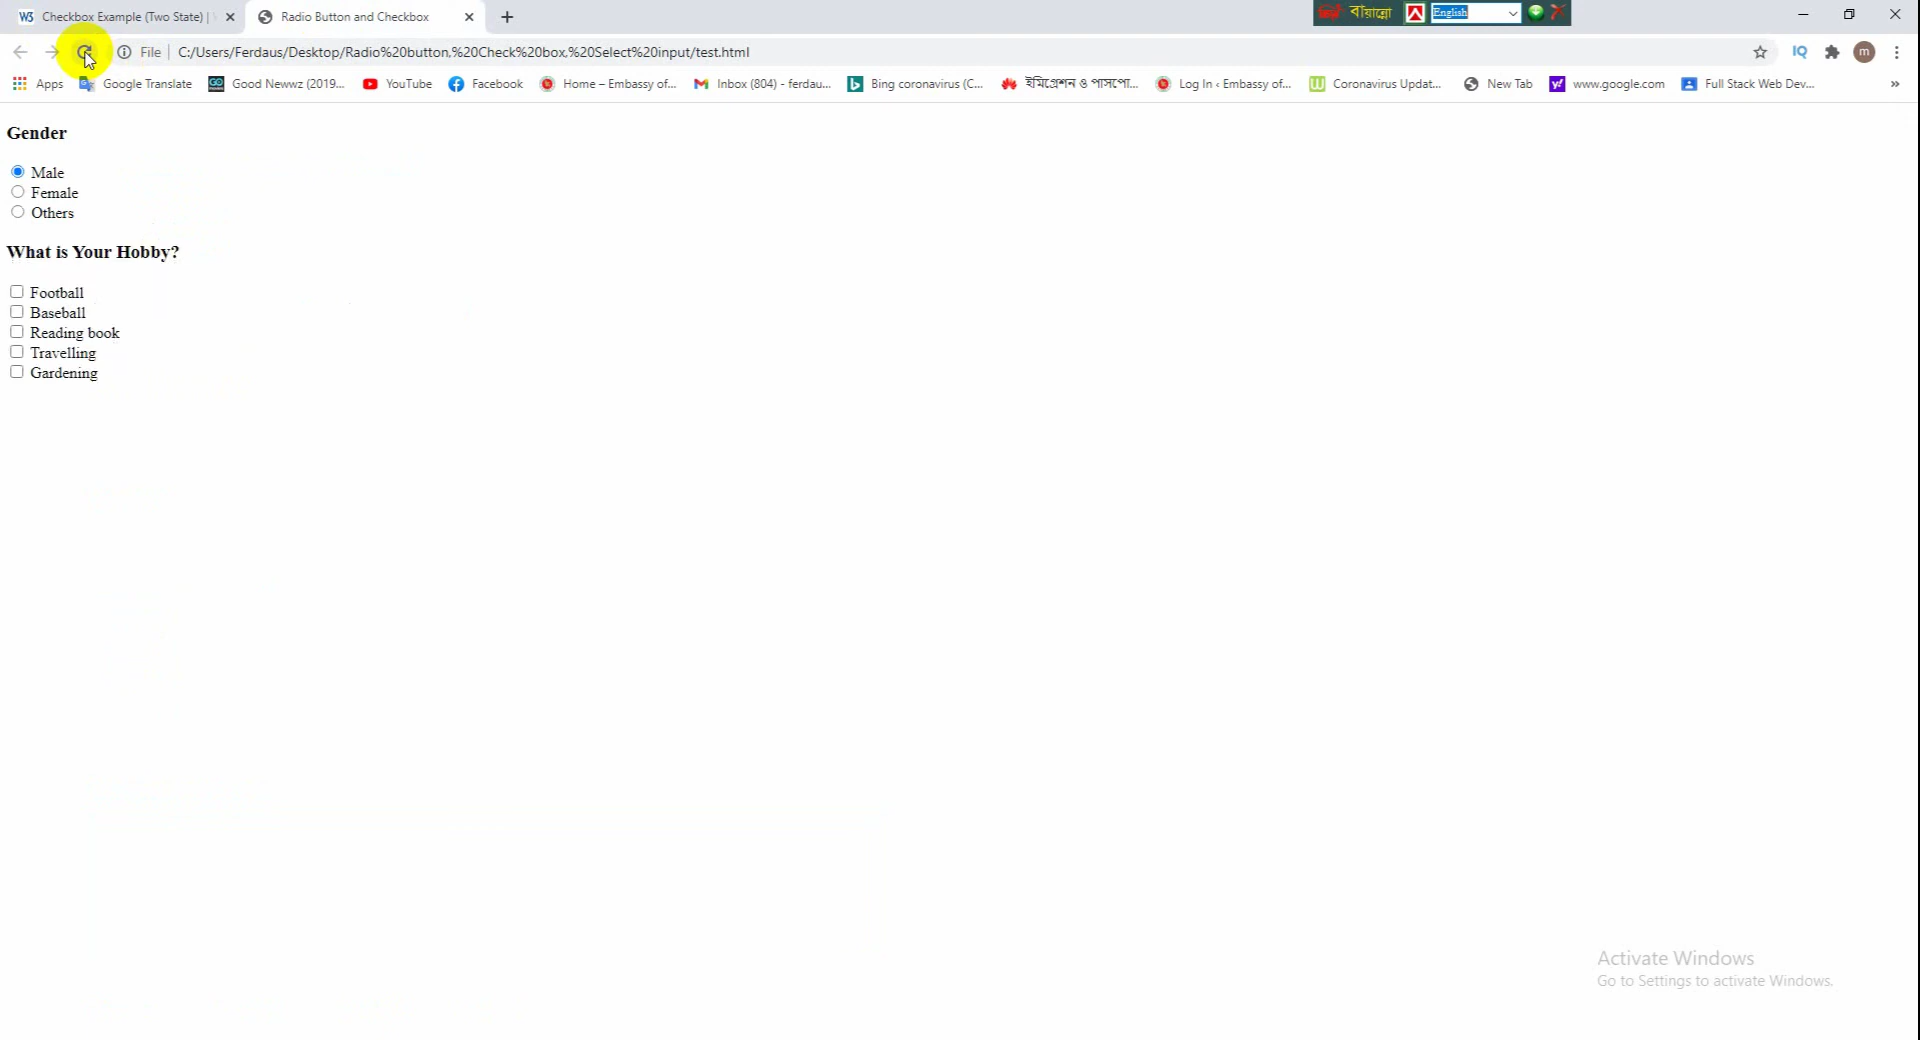 Checkbox Example (Two State) |
Radio Button and Checkbox
বায়ান্নো
English
File
C:/Users/Ferdaus/Desktop/Radio%20button,%20Check%20box,%20Select%20input/test.html
IQ
m
Apps
Google Translate
Good Newwz (2019...
YouTube
Facebook
Home – Embassy of...
Inbox (804) - ferdau...
Bing coronavirus (C...
ইমিগ্রেশন ও পাসপো...
Log In ‹ Embassy of...
Coronavirus Updat...
New Tab
www.google.com
Full Stack Web Dev...
»
Gender
Male
Female
Others
What is Your Hobby?
Football
Baseball
Reading book
Travelling
Gardening
Activate Windows
Go to Settings to activate Windows.